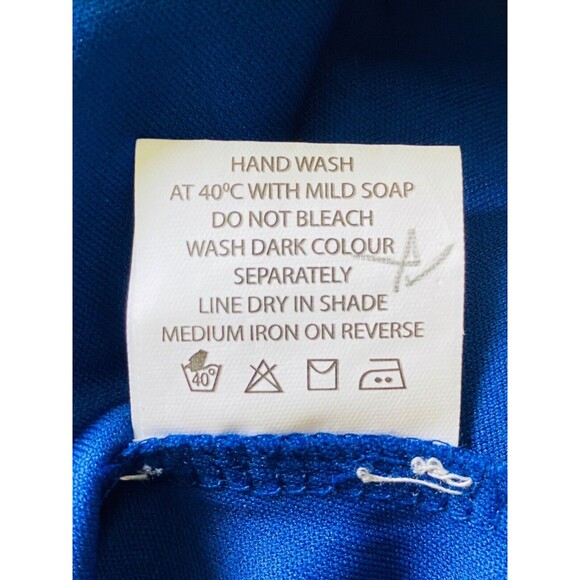 HAND WASH
AT 40⁰C WITH MILD SOAP
DO NOT BLEACH
WASH DARK COLOUR
SEPARATELY
LINE DRY IN SHADE
MEDIUM IRON ON REVERSE
40°